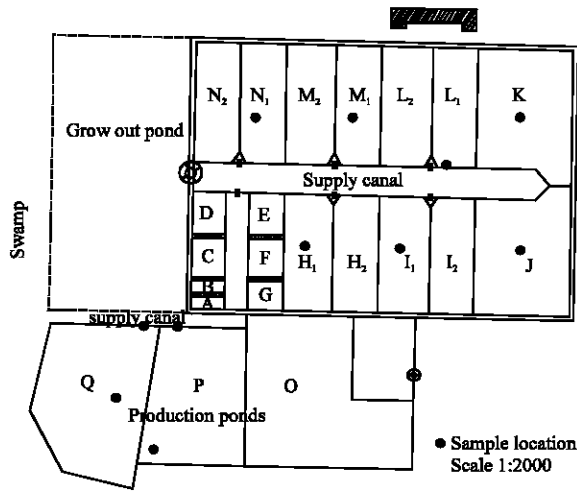 N₂ N₁ M₂ M₁ L₂ L₁ K
Grow out pond
Supply canal
Swamp
D E
C F H₁ H₂ I₁ I₂ J
B
A G
supply canal
Q P O
Production ponds
Sample location
Scale 1:2000